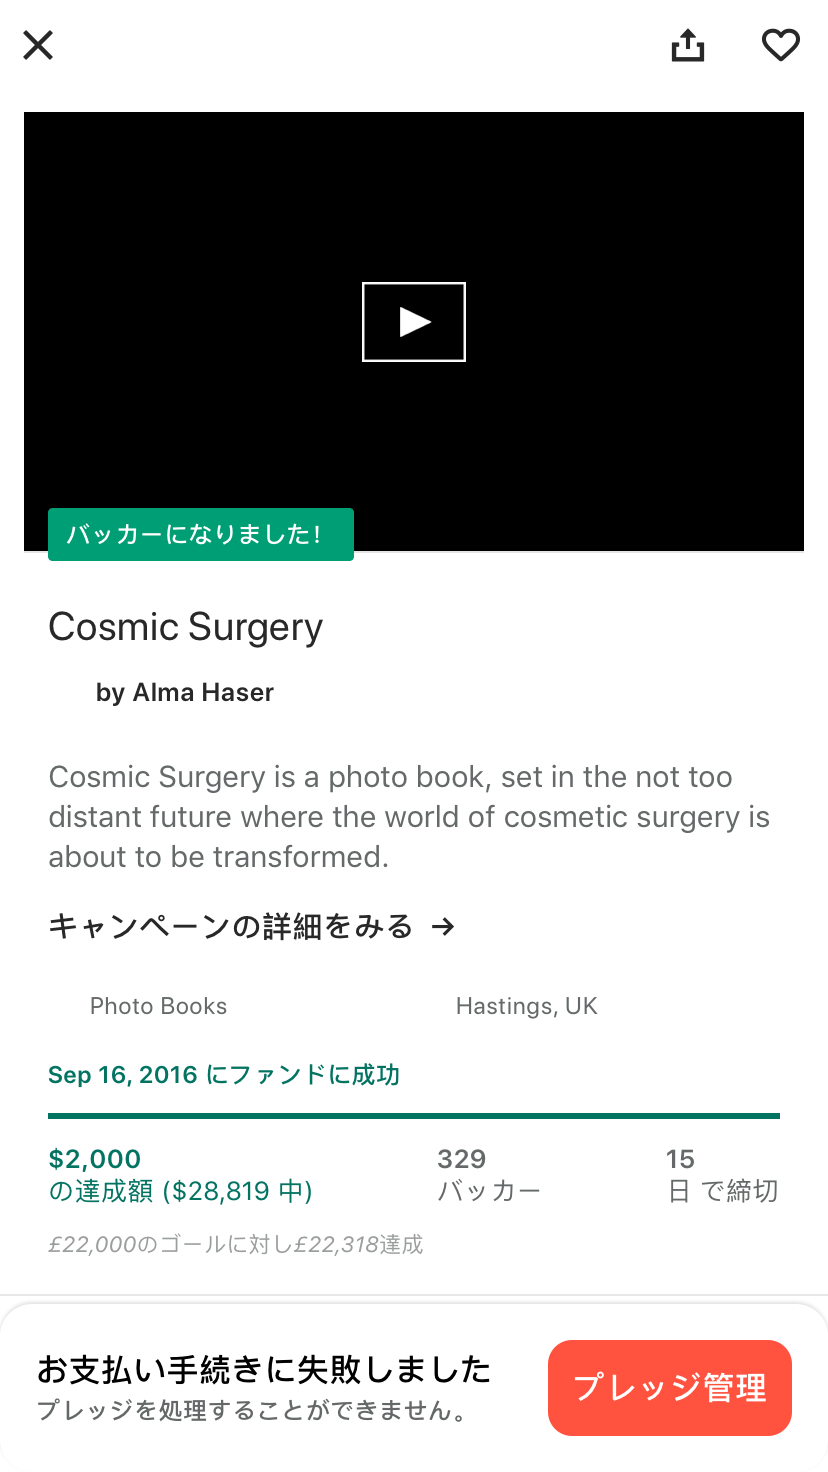 バッカーになりました！
Cosmic Surgery
by Alma Haser
Cosmic Surgery is a photo book, set in the not too
distant future where the world of cosmetic surgery is
about to be transformed.
キャンペーンの詳細をみる →
Photo Books
Hastings, UK
Sep 16, 2016 にファンドに成功
$2,000
の達成額 ($28,819 中)
329
バッカー
15
日 で締切
£22,000のゴールに対し£22,318達成
お支払い手続きに失敗しました
プレッジを処理することができません。
プレッジ管理